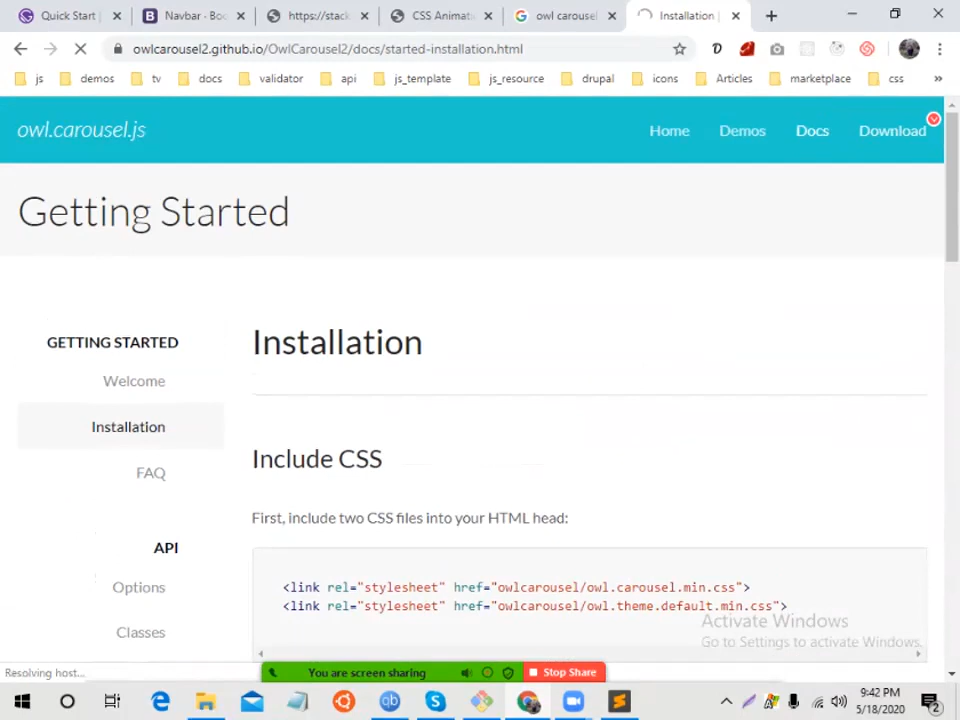 Quick Start
Navbar - Boo
https://stack
CSS Animati
owl carousel
Installation
owlcarousel2.github.io/OwlCarousel2/docs/started-installation.html
js
demos
tv
docs
validator
api
js_template
js_resource
drupal
icons
Articles
marketplace
css
»
owl.carousel.js
Home
Demos
Docs
Download
Getting Started
GETTING STARTED
Welcome
Installation
FAQ
API
Options
Classes
Installation
Include CSS
First, include two CSS files into your HTML head:
<link rel="stylesheet" href="owlcarousel/owl.carousel.min.css">
<link rel="stylesheet" href="owlcarousel/owl.theme.default.min.css">
Activate Windows
Go to Settings to activate Windows.
Resolving host...
You are screen sharing
Stop Share
9:42 PM
5/18/2020
2